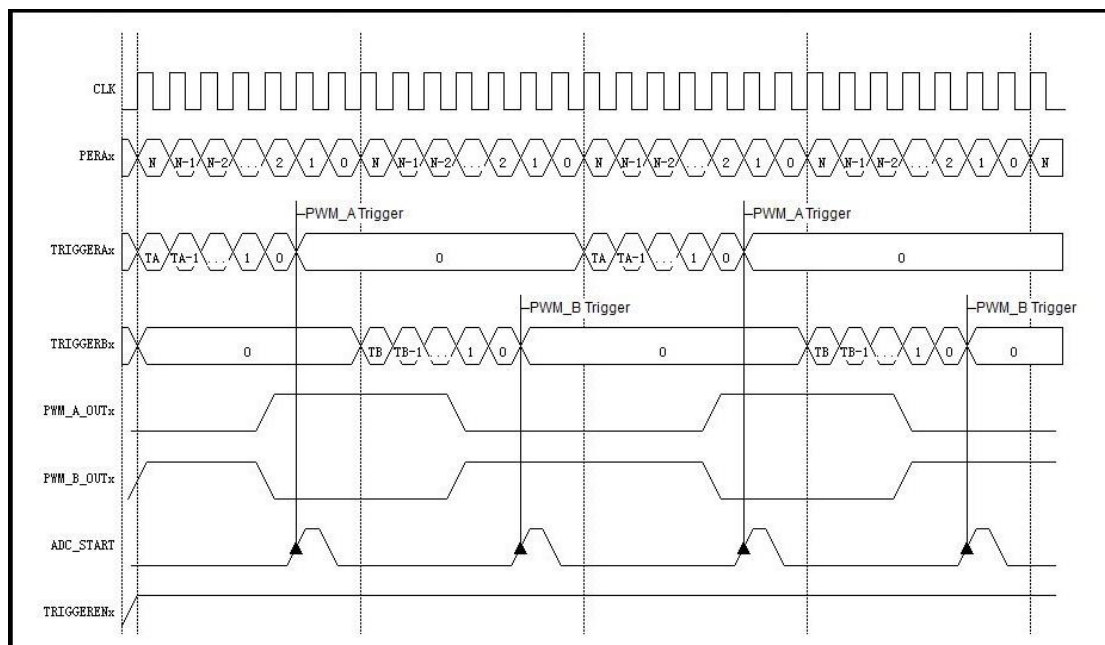 CLK
PERAx N N-1 N-2 ... 2 1 0 N N-1 N-2 ... 2 1 0 N N-1 N-2 ... 2 1 0 N N-1 N-2 ... 2 1 0 N
PWM_A Trigger PWM_A Trigger
TRIGGERAx TA TA-1 ... 1 0 0 TA TA-1 ... 1 0 0
PWM_B Trigger PWM_B Trigger
TRIGGERBx 0 TB TB-1 ... 1 0 0 TB TB-1 ... 1 0 0
PWM_A_OUTx
PWM_B_OUTx
ADC_START
TRIGGERENx